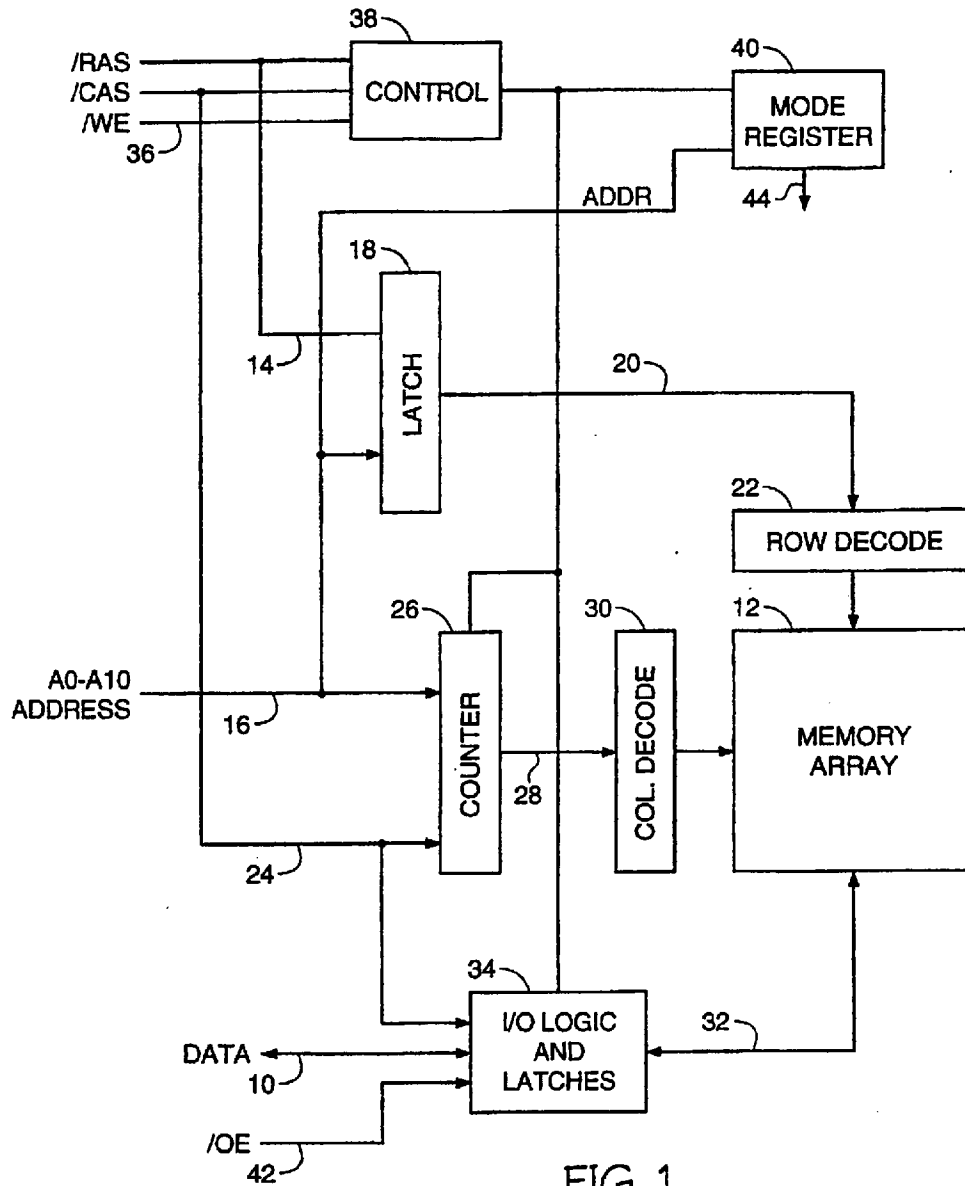 38
/RAS
/CAS
/WE
36
CONTROL
40
MODE
REGISTER
44
ADDR
18
14
LATCH
20
22
ROW DECODE
26
30
12
A0-A10
ADDRESS
16
COUNTER
28
COL. DECODE
MEMORY
ARRAY
24
34
I/O LOGIC
AND
LATCHES
32
DATA
10
/OE
42
FIG. 1